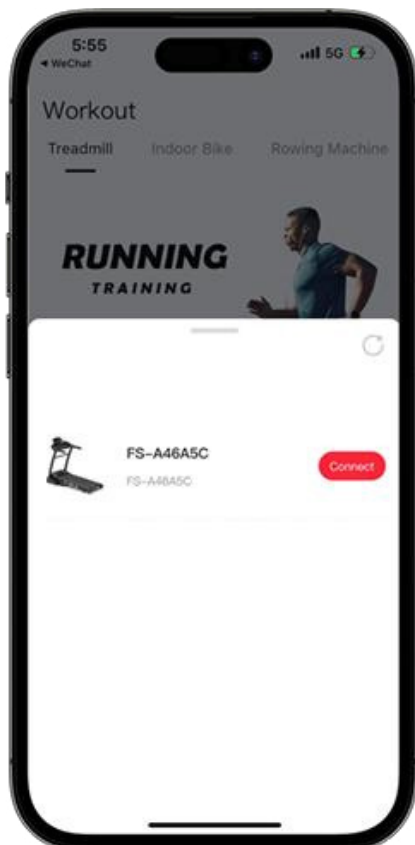 5:55
5G
◀ WeChat
Workout
Treadmill Indoor Bike Rowing Machine
RUNNING
TRAINING
FS-A46A5C
FS-A46A5C
Connect